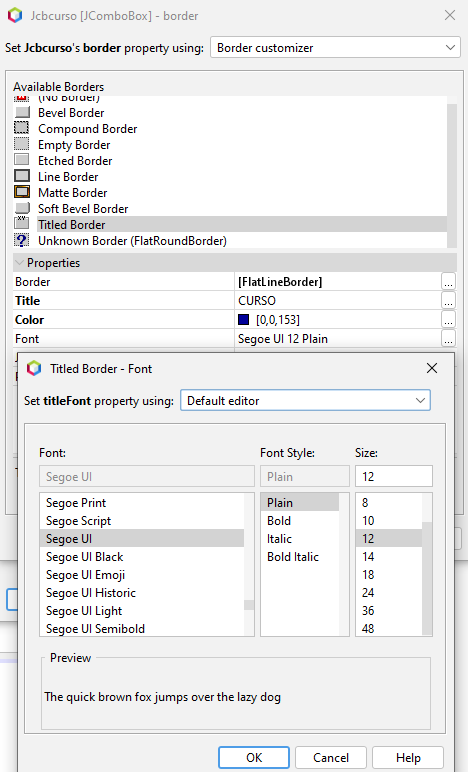 Jcbcurso [JComboBox] - border
Set Jcbcurso's border property using: Border customizer
Available Borders
(No Border)
Bevel Border
Compound Border
Empty Border
Etched Border
Line Border
Matte Border
Soft Bevel Border
Titled Border
Unknown Border (FlatRoundBorder)
Properties
Border [FlatLineBorder] ...
Title CURSO ...
Color [0,0,153] ...
Font Segoe UI 12 Plain ...
Titled Border - Font
Set titleFont property using: Default editor
Font: Font Style: Size:
Segoe UI Plain 12
Segoe Print Plain 8
Segoe Script Bold 10
Segoe UI Italic 12
Segoe UI Black Bold Italic 14
Segoe UI Emoji 18
Segoe UI Historic 24
Segoe UI Light 36
Segoe UI Semibold 48
Preview
The quick brown fox jumps over the lazy dog
OK Cancel Help